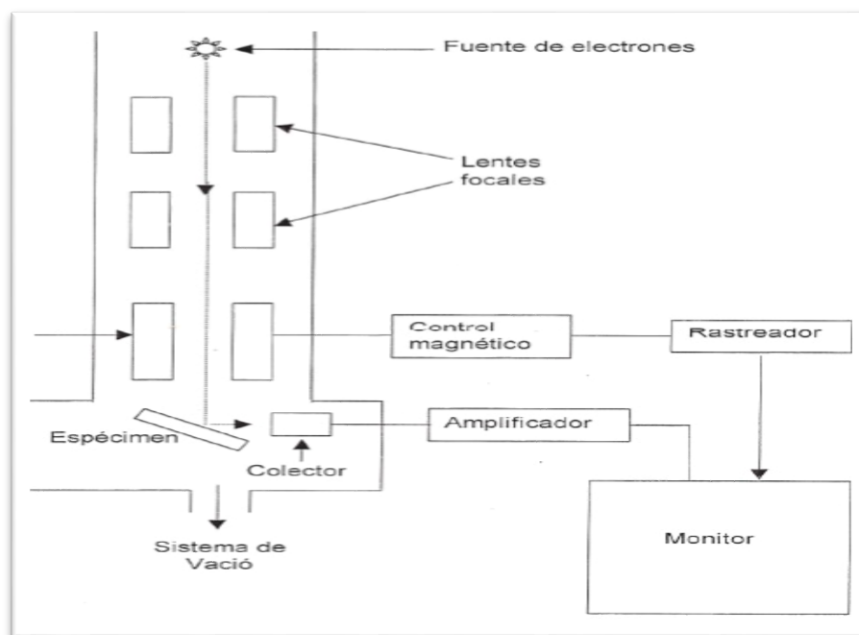 Fuente de electrones
Lentes
focales
Control
magnético
Rastreador
Espécimen
Amplificador
Colector
Monitor
Sistema de
Vació